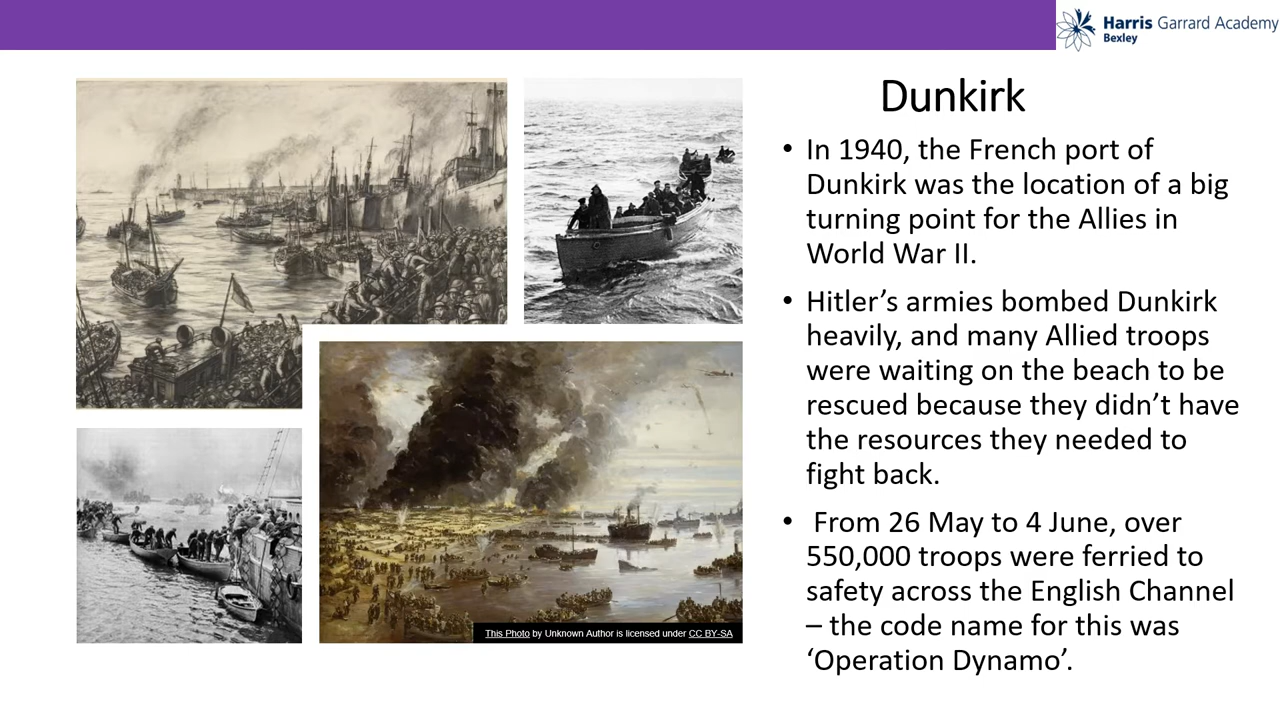 Harris Garrard Academy
Bexley
Dunkirk
• In 1940, the French port of
Dunkirk was the location of a big
turning point for the Allies in
World War II.
• Hitler’s armies bombed Dunkirk
heavily, and many Allied troops
were waiting on the beach to be
rescued because they didn’t have
the resources they needed to
fight back.
• From 26 May to 4 June, over
550,000 troops were ferried to
safety across the English Channel
– the code name for this was
‘Operation Dynamo’.
This Photo by Unknown Author is licensed under CC BY-SA